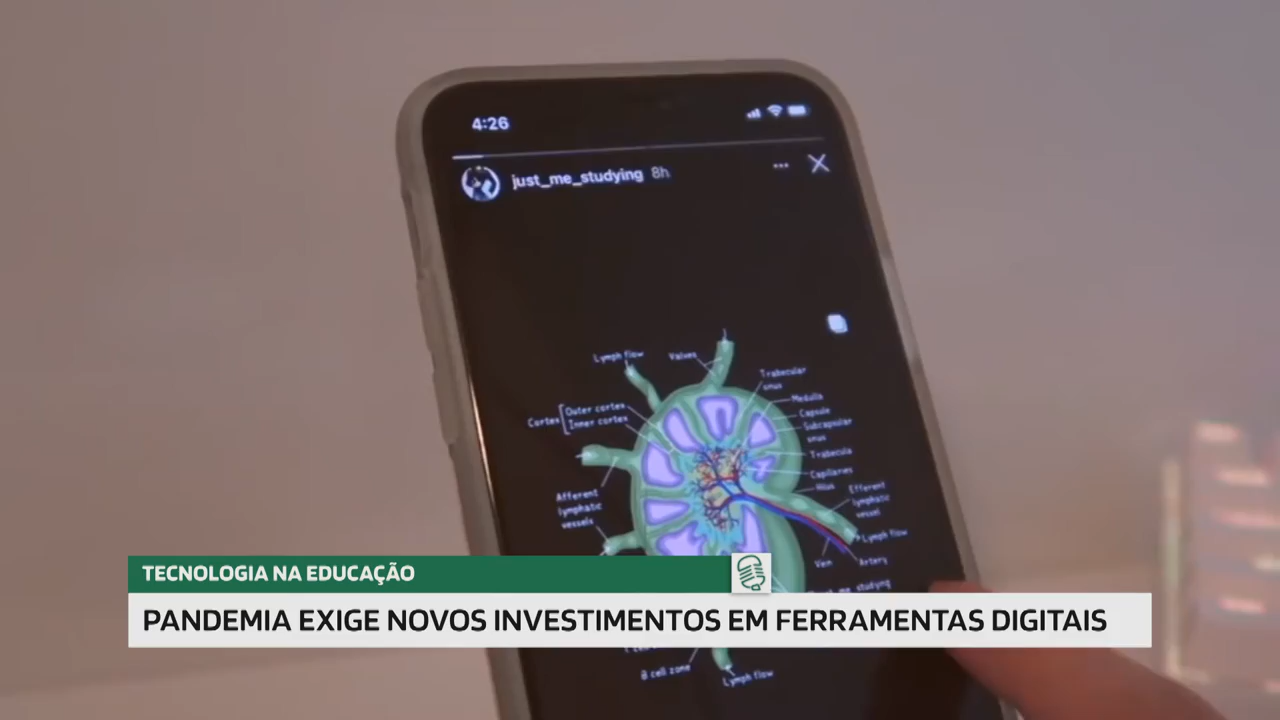 4:26
just_me_studying 8h
Lymph flow
Valves
Trabecular
sinus
Medulla
Capsule
Subcapsular
sinus
Trabecula
Capillaries
Hilus
Cortex
Outer cortex
Inner cortex
Afferent
lymphatic
vessels
Efferent
lymphatic
vessel
Lymph flow
Vein
Artery
me studying
TECNOLOGIA NA EDUCAÇÃO
PANDEMIA EXIGE NOVOS INVESTIMENTOS EM FERRAMENTAS DIGITAIS
B cell zone
Lymph flow